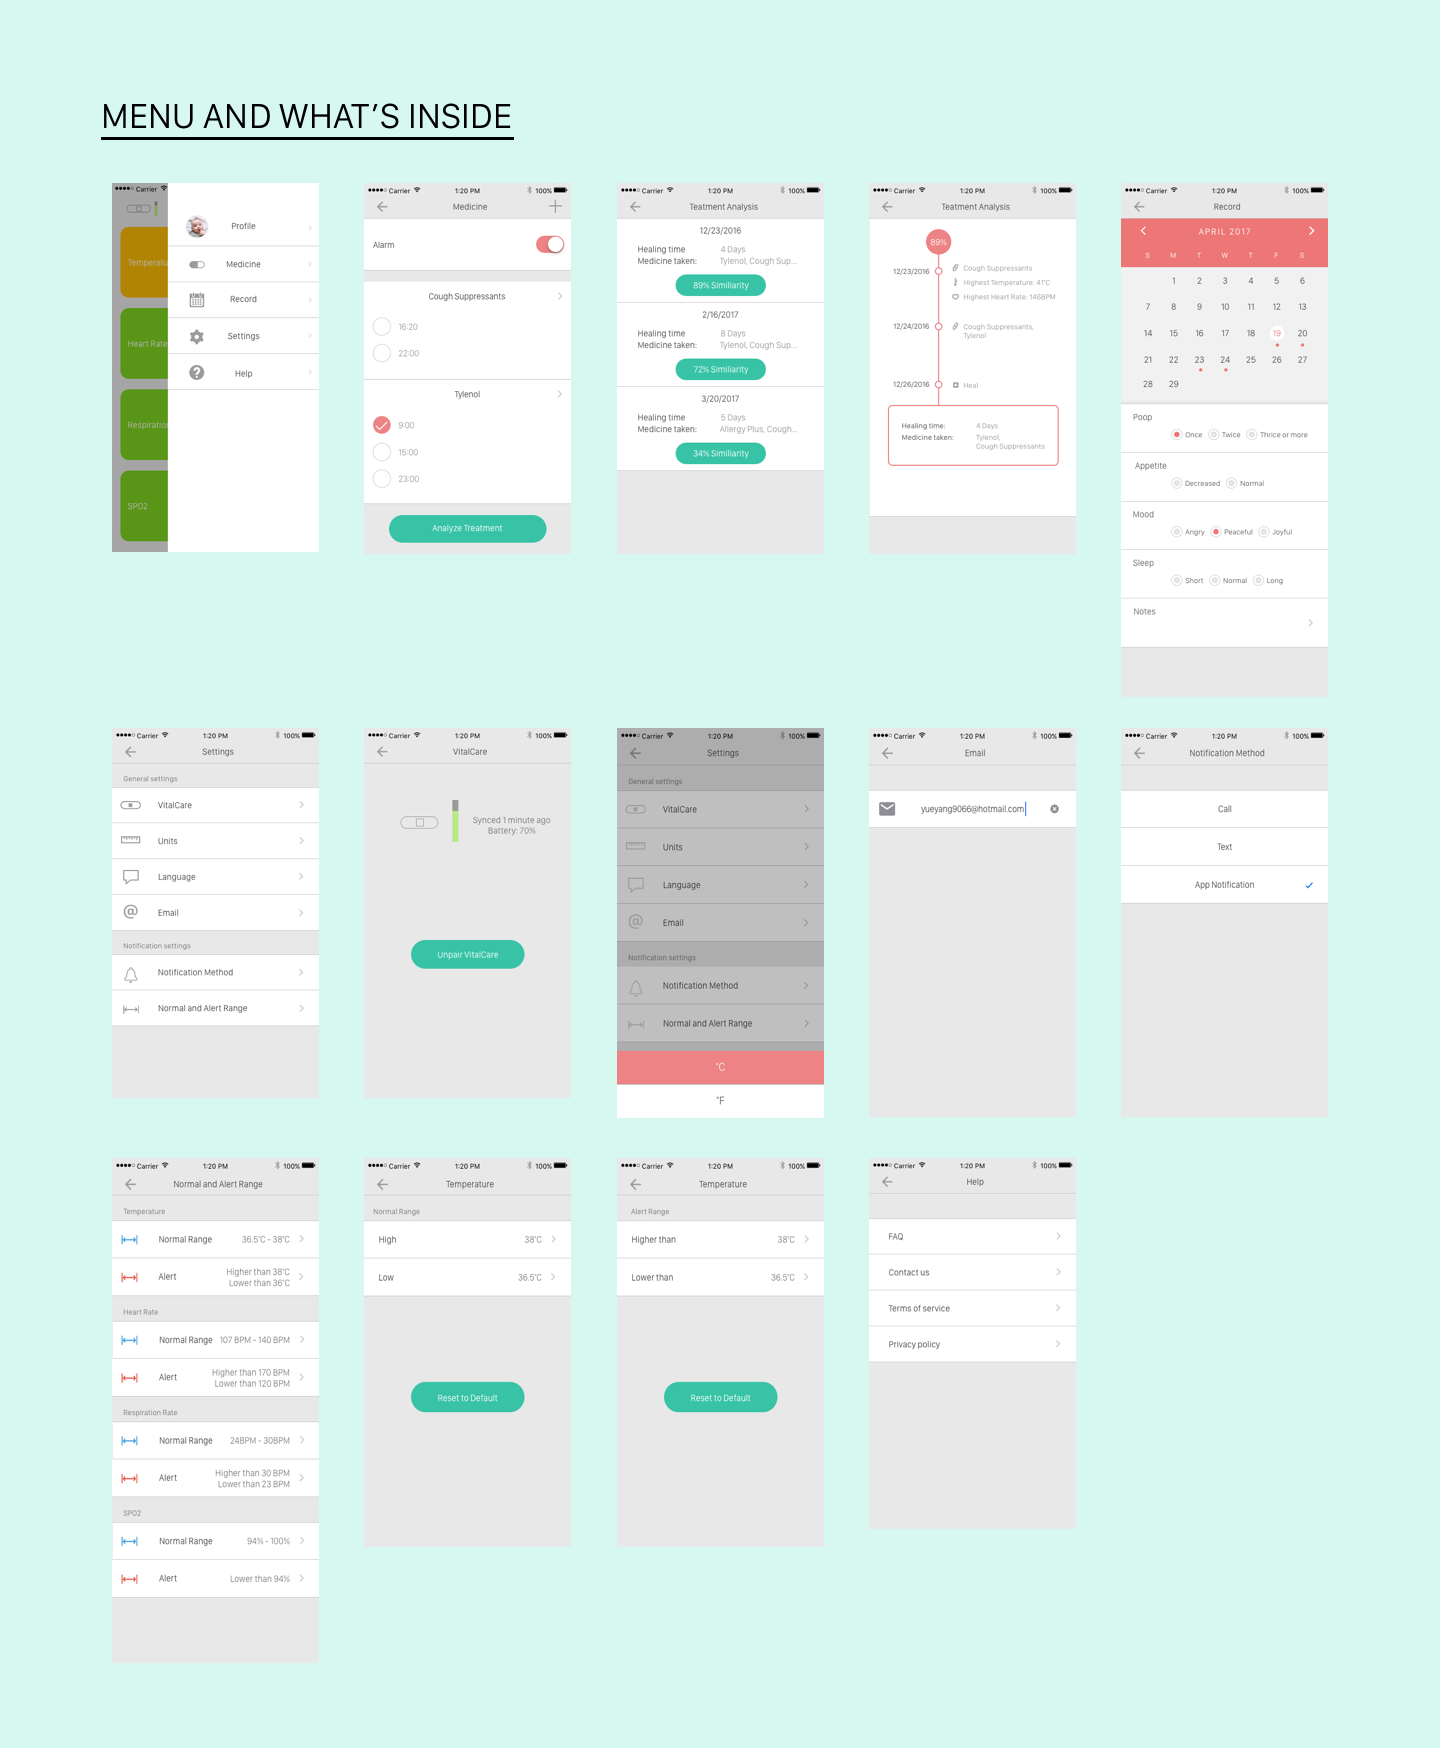 MENU AND WHAT'S INSIDE
Carrier
Temperatu
Heart Rate
Respiration
SPO2
Profile
Medicine
Record
Settings
Help
Carrier 1:20 PM 100%
Medicine
Alarm
Cough Suppressants
16:20
22:00
Tylenol
9:00
15:00
23:00
Analyze Treatment
Carrier 1:20 PM 100%
Teatment Analysis
12/23/2016
Healing time 4 Days
Medicine taken: Tylenol, Cough Sup...
89% Similiarity
2/16/2017
Healing time 8 Days
Medicine taken: Tylenol, Cough Sup...
72% Similiarity
3/20/2017
Healing time 5 Days
Medicine taken: Allergy Plus, Cough...
34% Similiarity
Carrier 1:20 PM 100%
Teatment Analysis
89%
12/23/2016 Cough Suppressants
Highest Temperature: 41°C
Highest Heart Rate: 146BPM
12/24/2016 Cough Suppressants,
Tylenol
12/26/2016 Heal
Healing time: 4 Days
Medicine taken: Tylenol,
Cough Suppressants
Carrier 1:20 PM 100%
Record
APRIL 2017
S M T W T F S
1 2 3 4 5 6
7 8 9 10 11 12 13
14 15 16 17 18 19 20
21 22 23 24 25 26 27
28 29
Poop
Once Twice Thrice or more
Appetite
Decreased Normal
Mood
Angry Peaceful Joyful
Sleep
Short Normal Long
Notes
Carrier 1:20 PM 100%
Settings
General settings
VitalCare
Units
Language
Email
Notification settings
Notification Method
Normal and Alert Range
Carrier 1:20 PM 100%
VitalCare
Synced 1 minute ago
Battery: 70%
Unpair VitalCare
Carrier 1:20 PM 100%
Settings
General settings
VitalCare
Units
Language
Email
Notification settings
Notification Method
Normal and Alert Range
°C
°F
Carrier 1:20 PM 100%
Email
yueyang9066@hotmail.com
Carrier 1:20 PM 100%
Notification Method
Call
Text
App Notification
Carrier 1:20 PM 100%
Normal and Alert Range
Temperature
Normal Range 36.5°C - 38°C
Alert Higher than 38°C
Lower than 36°C
Heart Rate
Normal Range 107 BPM - 140 BPM
Alert Higher than 170 BPM
Lower than 120 BPM
Respiration Rate
Normal Range 24BPM - 30BPM
Alert Higher than 30 BPM
Lower than 23 BPM
SPO2
Normal Range 94% - 100%
Alert Lower than 94%
Carrier 1:20 PM 100%
Temperature
Normal Range
High 38°C
Low 36.5°C
Reset to Default
Carrier 1:20 PM 100%
Temperature
Alert Range
Higher than 38°C
Lower than 36.5°C
Reset to Default
Carrier 1:20 PM 100%
Help
FAQ
Contact us
Terms of service
Privacy policy